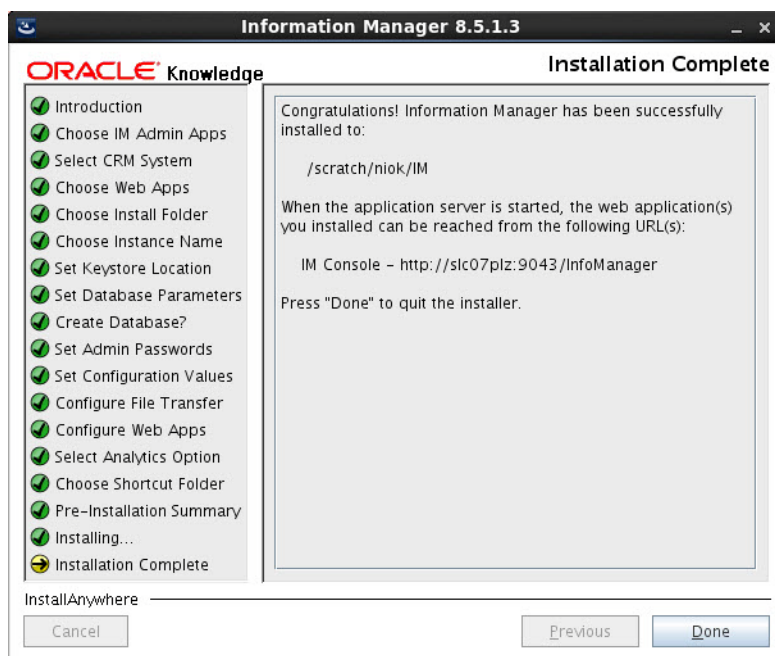 Information Manager 8.5.1.3
ORACLE Knowledge
Installation Complete
Introduction
Choose IM Admin Apps
Select CRM System
Choose Web Apps
Choose Install Folder
Choose Instance Name
Set Keystore Location
Set Database Parameters
Create Database?
Set Admin Passwords
Set Configuration Values
Configure File Transfer
Configure Web Apps
Select Analytics Option
Choose Shortcut Folder
Pre-Installation Summary
Installing...
Installation Complete
Congratulations! Information Manager has been successfully
installed to:
/scratch/niok/IM
When the application server is started, the web application(s)
you installed can be reached from the following URL(s):
IM Console - http://slc07plz:9043/InfoManager
Press "Done" to quit the installer.
InstallAnywhere
Cancel
Previous
Done